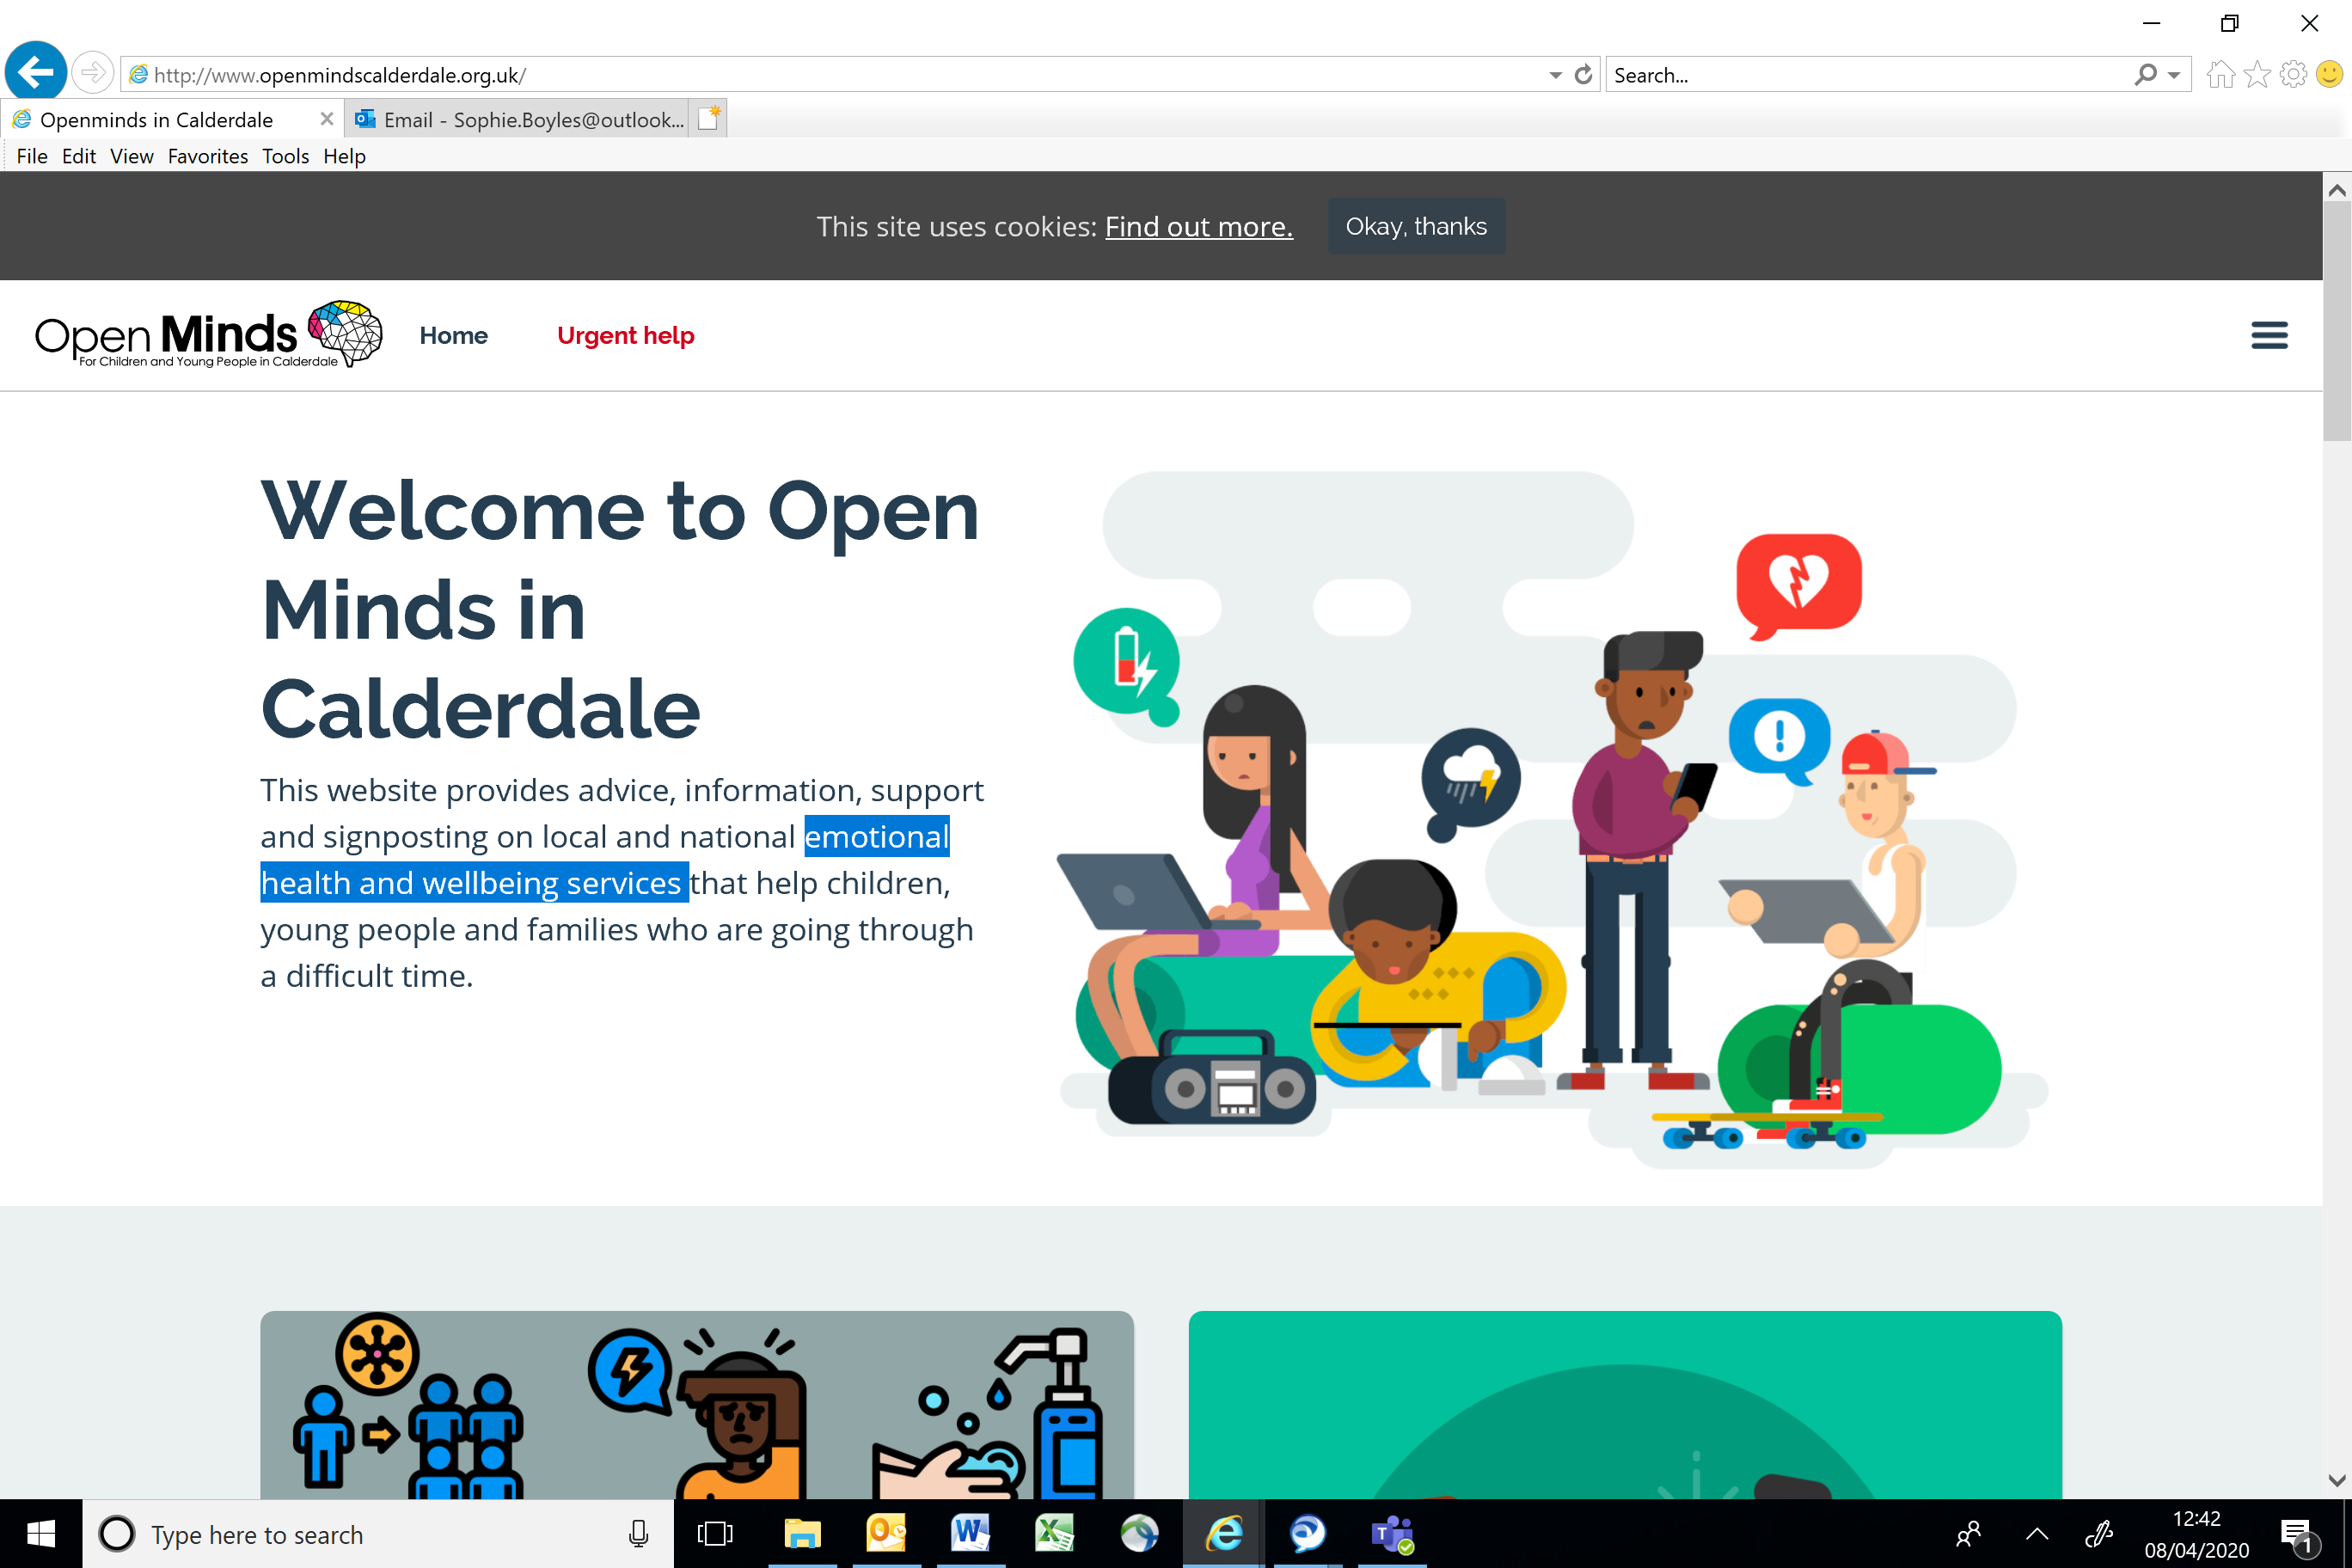 http://www.openmindscalderdale.org.uk/
Search...
Openminds in Calderdale
Email - Sophie.Boyles@outlook...
File Edit View Favorites Tools Help
This site uses cookies: Find out more. Okay, thanks
Open Minds
For Children and Young People in Calderdale
Home
Urgent help
Welcome to Open
Minds in
Calderdale
This website provides advice, information, support
and signposting on local and national emotional
health and wellbeing services that help children,
young people and families who are going through
a difficult time.
Type here to search
12:42
08/04/2020
1